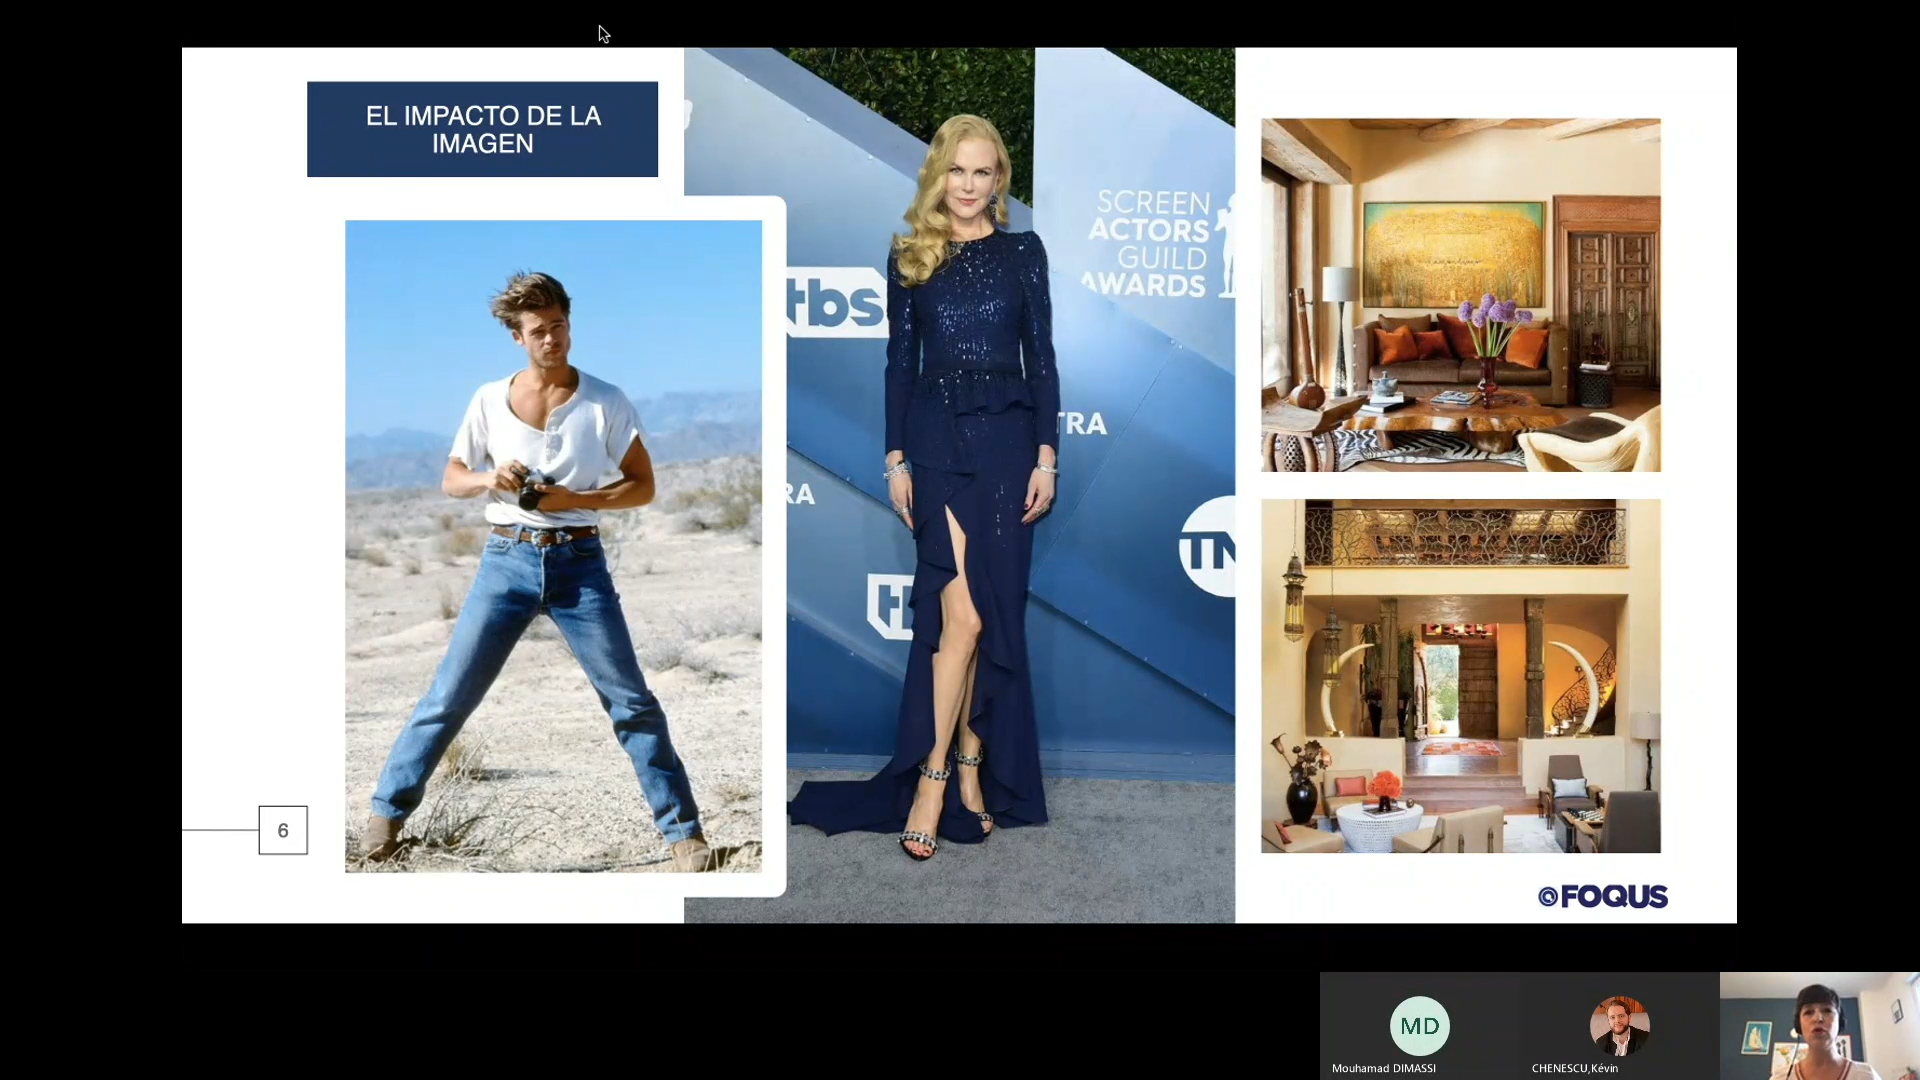 EL IMPACTO DE LA
IMAGEN
SCREEN
ACTORS
GUILD
AWARDS
tbs
TRA
RA
TN
6
FOQUS
MD
Mouhamad DIMASSI
CHENESCU,Kévin